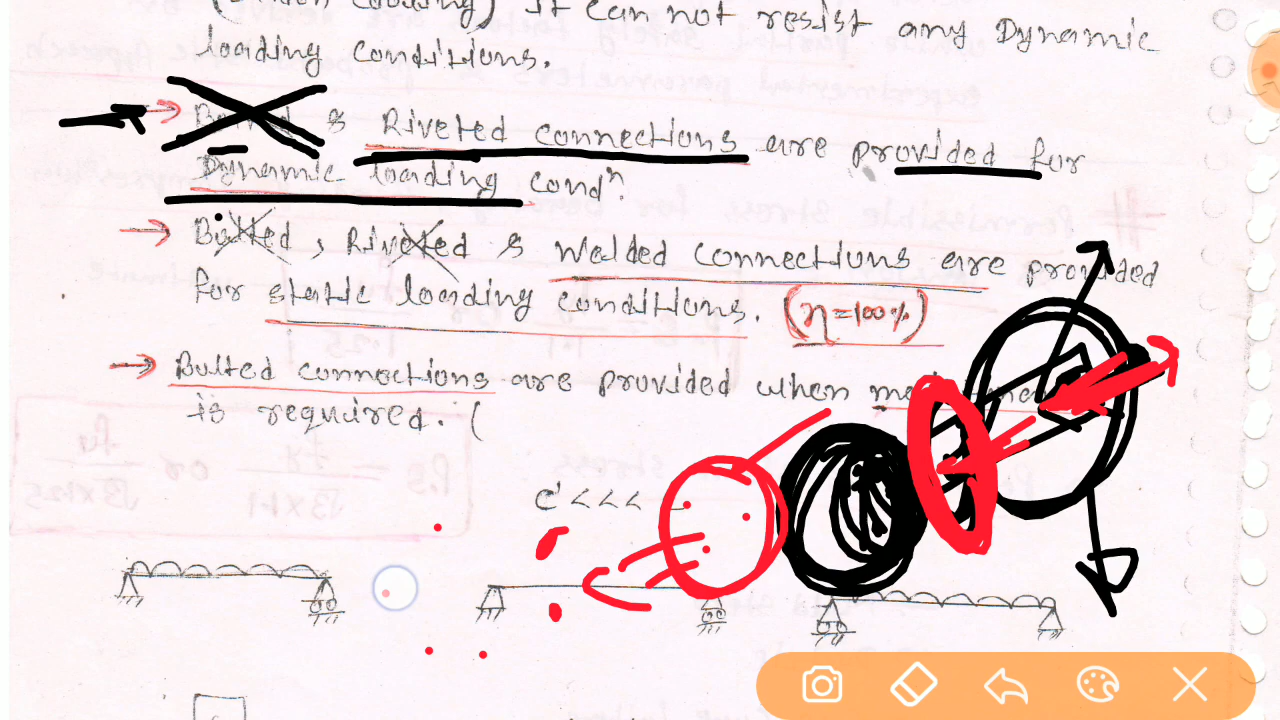 it can not resist any Dynamic
loading conditions.
→ & Riveted connections are provided for
Dynamic loading condⁿ
→ Bolted, Riveted & Welded connections are provided
for static loading conditions. (η=100%)
→ Bolted connections are provided when
is required. (
c' <<<